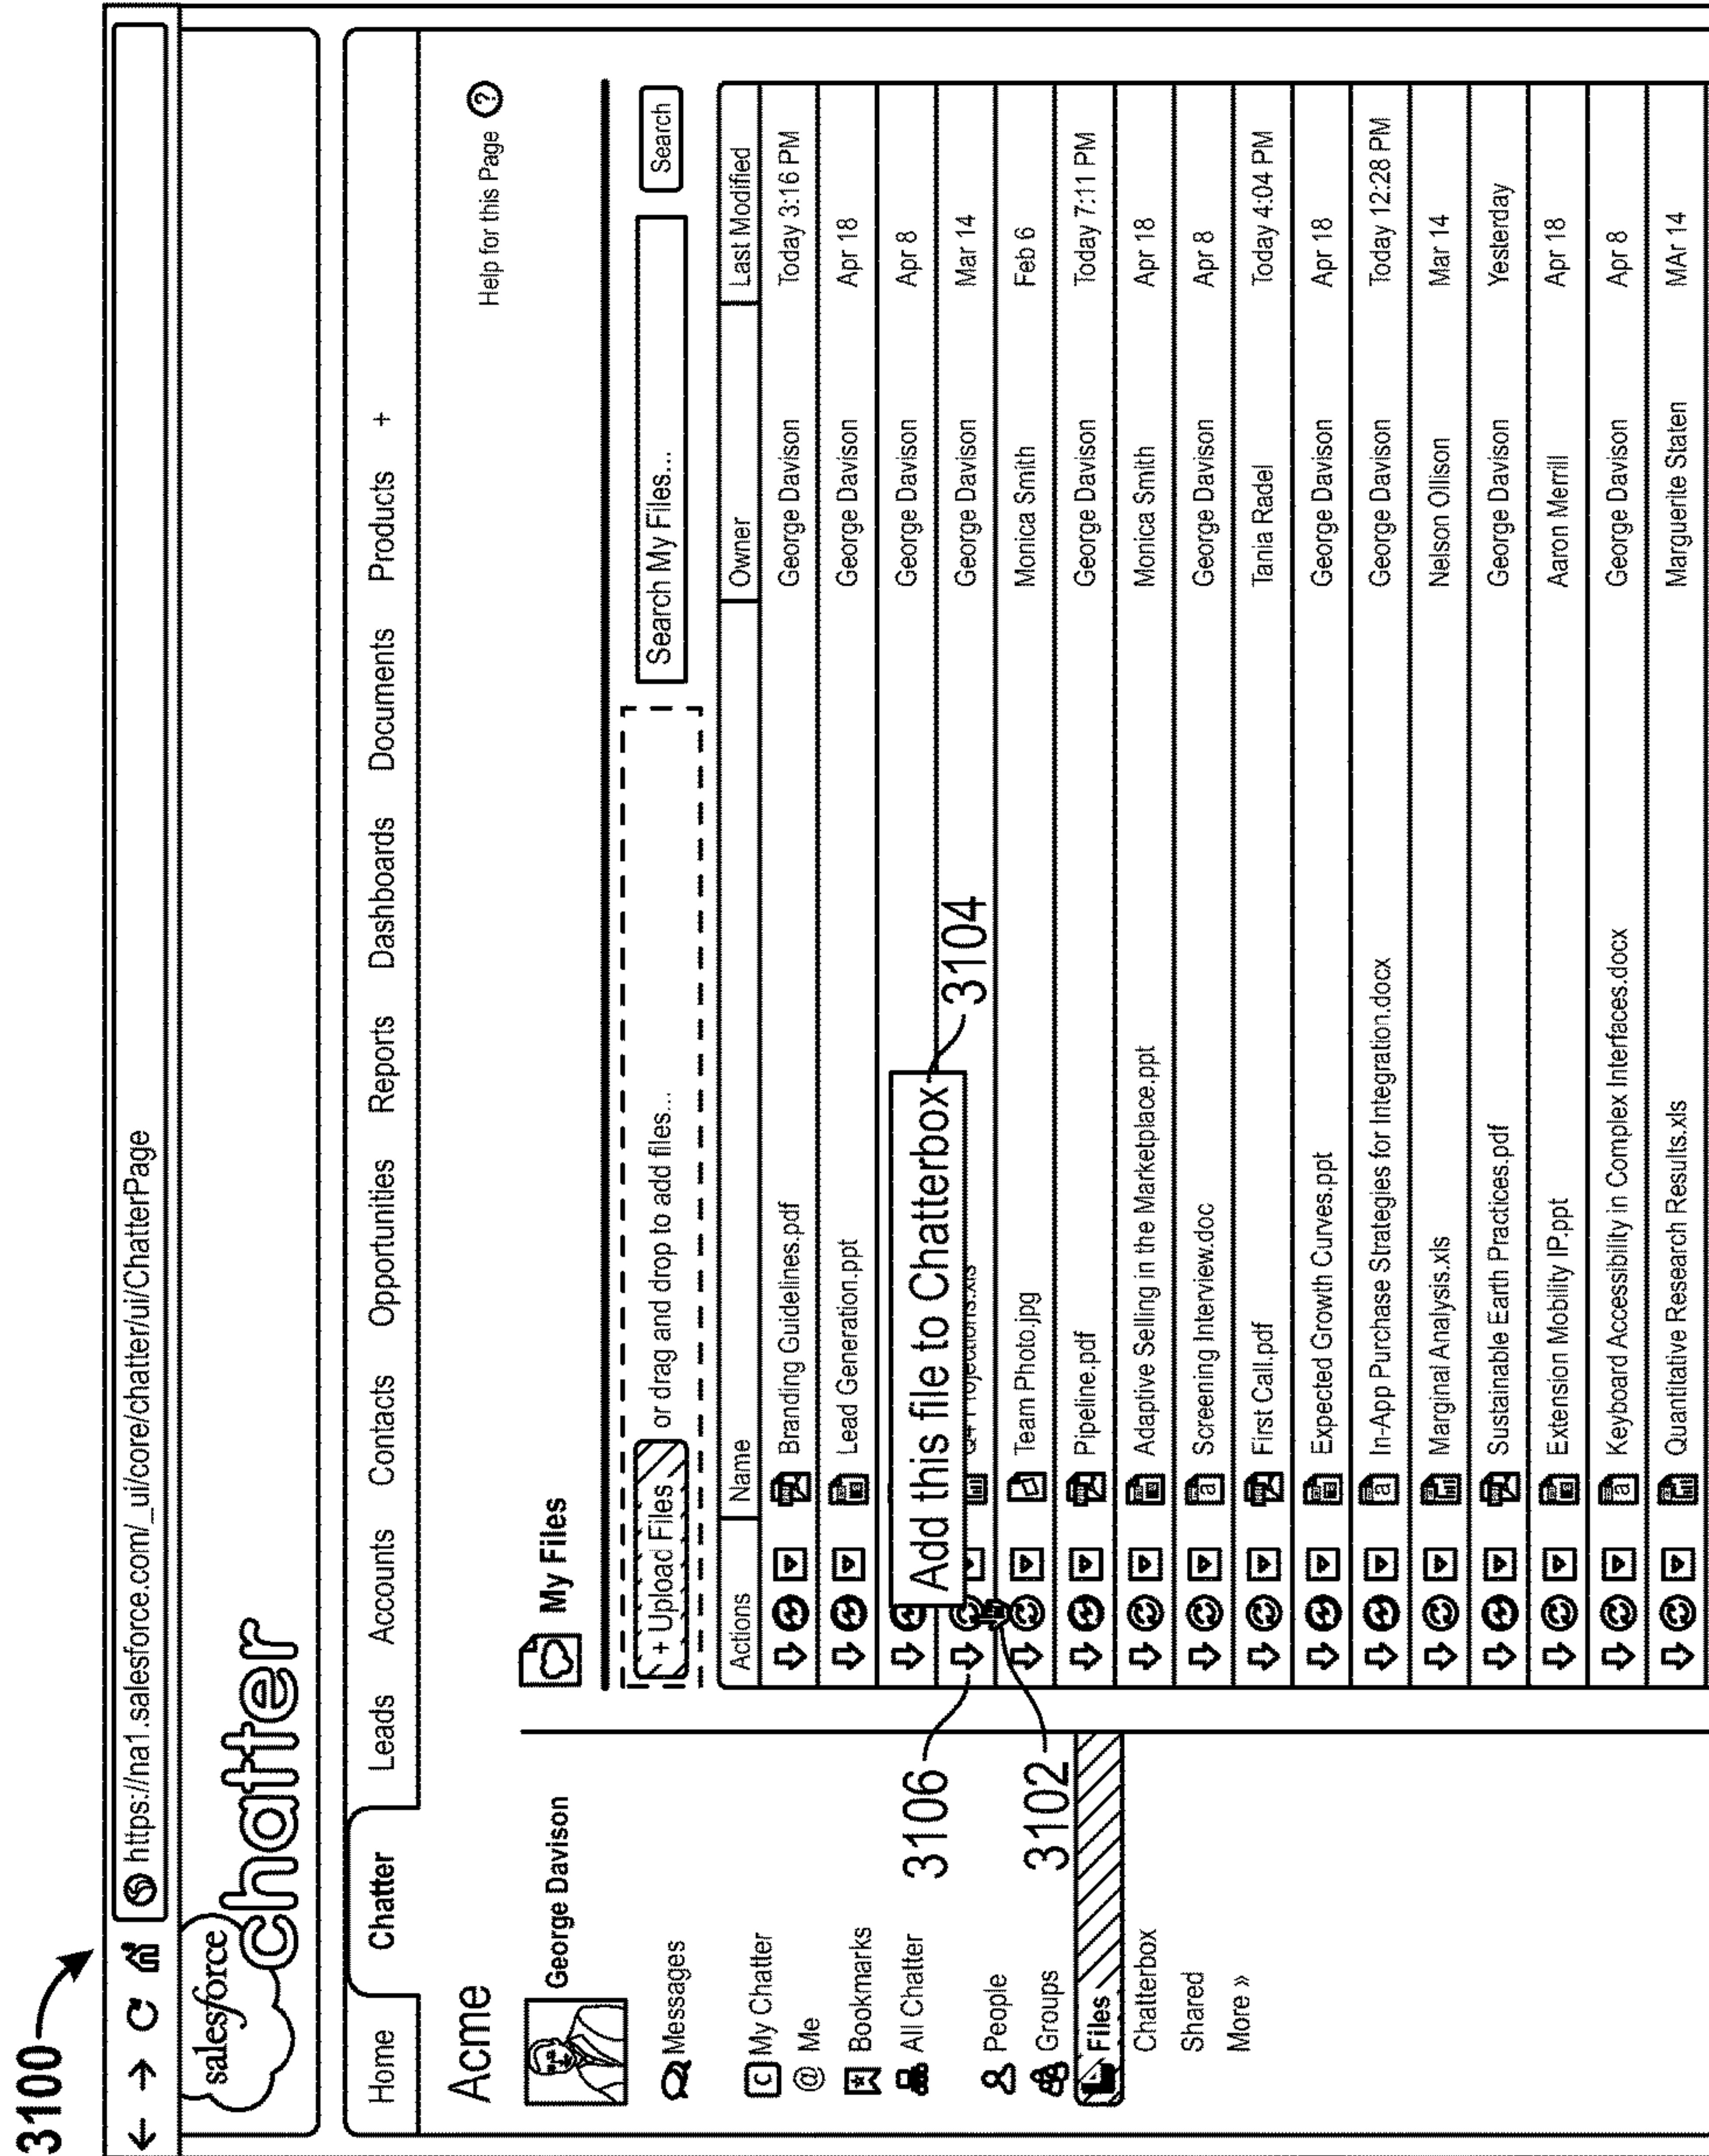 3100
https://na1.salesforce.com/_ui/core/chatter/ui/ChatterPage
salesforce
chatter
Home Chatter Leads Accounts Contacts Opportunities Reports Dashboards Documents Products +
Acme
Help for this Page ?
George Davison
Messages
C My Chatter
@ Me
Bookmarks
All Chatter
People
Groups
Files
Chatterbox
Shared
More »
3106
3102
My Files
+ Upload Files or drag and drop to add files... Search My Files... Search
Actions Name Owner Last Modified
Branding Guidelines.pdf George Davison Today 3:16 PM
Lead Generation.ppt George Davison Apr 18
George Davison Apr 8
Add this file to Chatterbox 3104
Q4 Projections.xls George Davison Mar 14
Team Photo.jpg Monica Smith Feb 6
Pipeline.pdf George Davison Today 7:11 PM
Adaptive Selling in the Marketplace.ppt Monica Smith Apr 18
a Screening Interview.doc George Davison Apr 8
First Call.pdf Tania Radel Today 4:04 PM
Expected Growth Curves.ppt George Davison Apr 18
a In-App Purchase Strategies for Integration.docx George Davison Today 12:28 PM
Marginal Analysis.xls Nelson Ollison Mar 14
Sustainable Earth Practices.pdf George Davison Yesterday
Extension Mobility IP.ppt Aaron Merrill Apr 18
a Keyboard Accessibility in Complex Interfaces.docx George Davison Apr 8
Quantitative Research Results.xls Marguerite Staten MAr 14